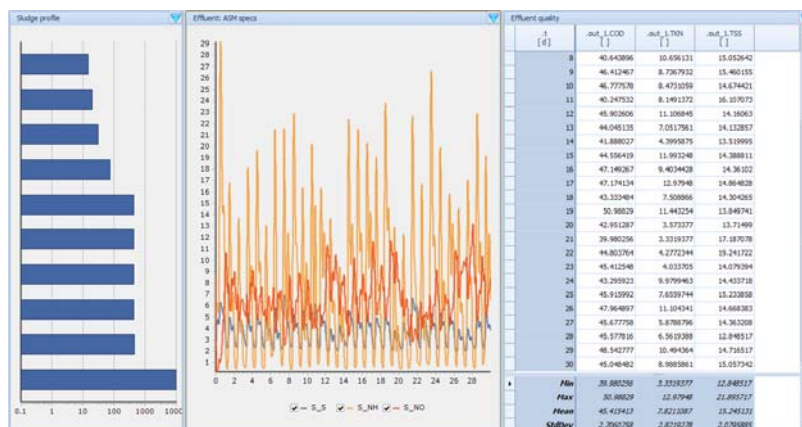 Sludge profile
0.1 1 10 100 1000 1000
Effluent: ASM specs
29
28
27
26
25
24
23
22
21
20
19
18
17
16
15
14
13
12
11
10
9
8
7
6
5
4
3
2
1
0 2 4 6 8 10 12 14 16 18 20 22 24 26 28
S_S S_NH S_NO
Effluent quality
.t .out_1.COD .out_1.TKN .out_1.TSS
[d] [ ] [ ] [ ]
8 40.643896 10.656131 15.052642
9 46.412467 8.7367932 15.460155
10 46.777578 8.4731059 14.674421
11 40.247532 8.1491372 16.107073
12 45.902606 11.106845 14.16063
13 44.045135 7.0517561 14.132857
14 41.888027 4.3995875 13.519995
15 44.556419 11.993248 14.388811
16 47.149267 9.4034428 14.36102
17 47.174134 12.97948 14.864828
18 43.333484 7.508866 14.304265
19 50.98829 11.443254 13.849741
20 42.951287 3.573377 13.71499
21 39.980256 3.3319377 17.187078
22 44.803764 4.2772344 19.241722
23 45.412548 4.033705 14.079394
24 43.295923 9.9799463 14.433718
25 45.915992 7.6559744 15.233858
26 47.964897 11.104341 14.668383
27 45.677758 5.8788796 14.363208
28 45.577816 6.5619388 12.848517
29 48.542777 10.494364 14.716517
30 45.048482 8.9885861 15.057342
Min 39.980256 3.3319377 12.848517
Max 50.98829 12.97948 21.895717
Mean 45.415413 7.8211087 15.245131
StdDev